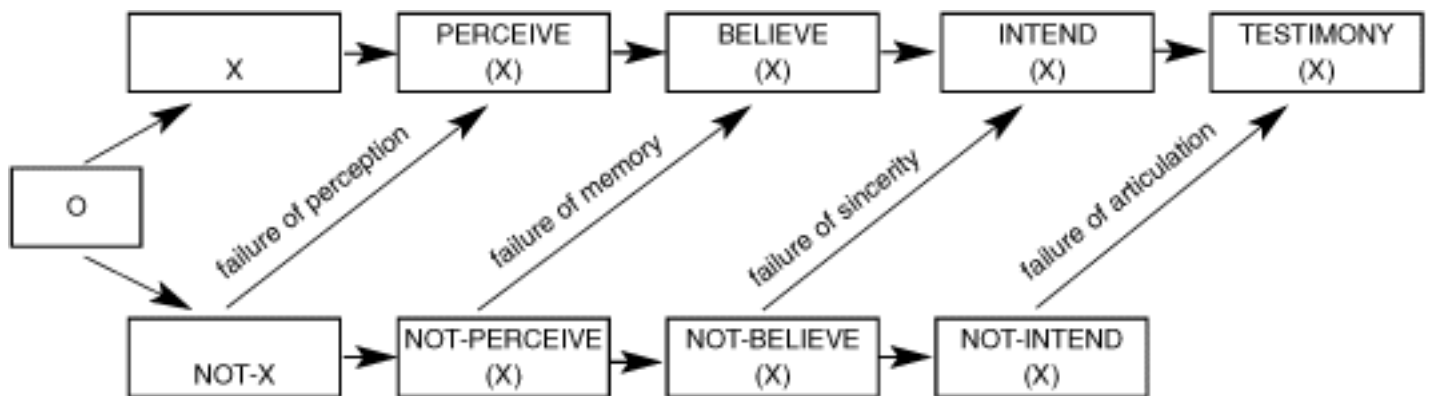 X
PERCEIVE
(X)
BELIEVE
(X)
INTEND
(X)
TESTIMONY
(X)
O
failure of perception
failure of memory
failure of sincerity
failure of articulation
NOT-X
NOT-PERCEIVE
(X)
NOT-BELIEVE
(X)
NOT-INTEND
(X)